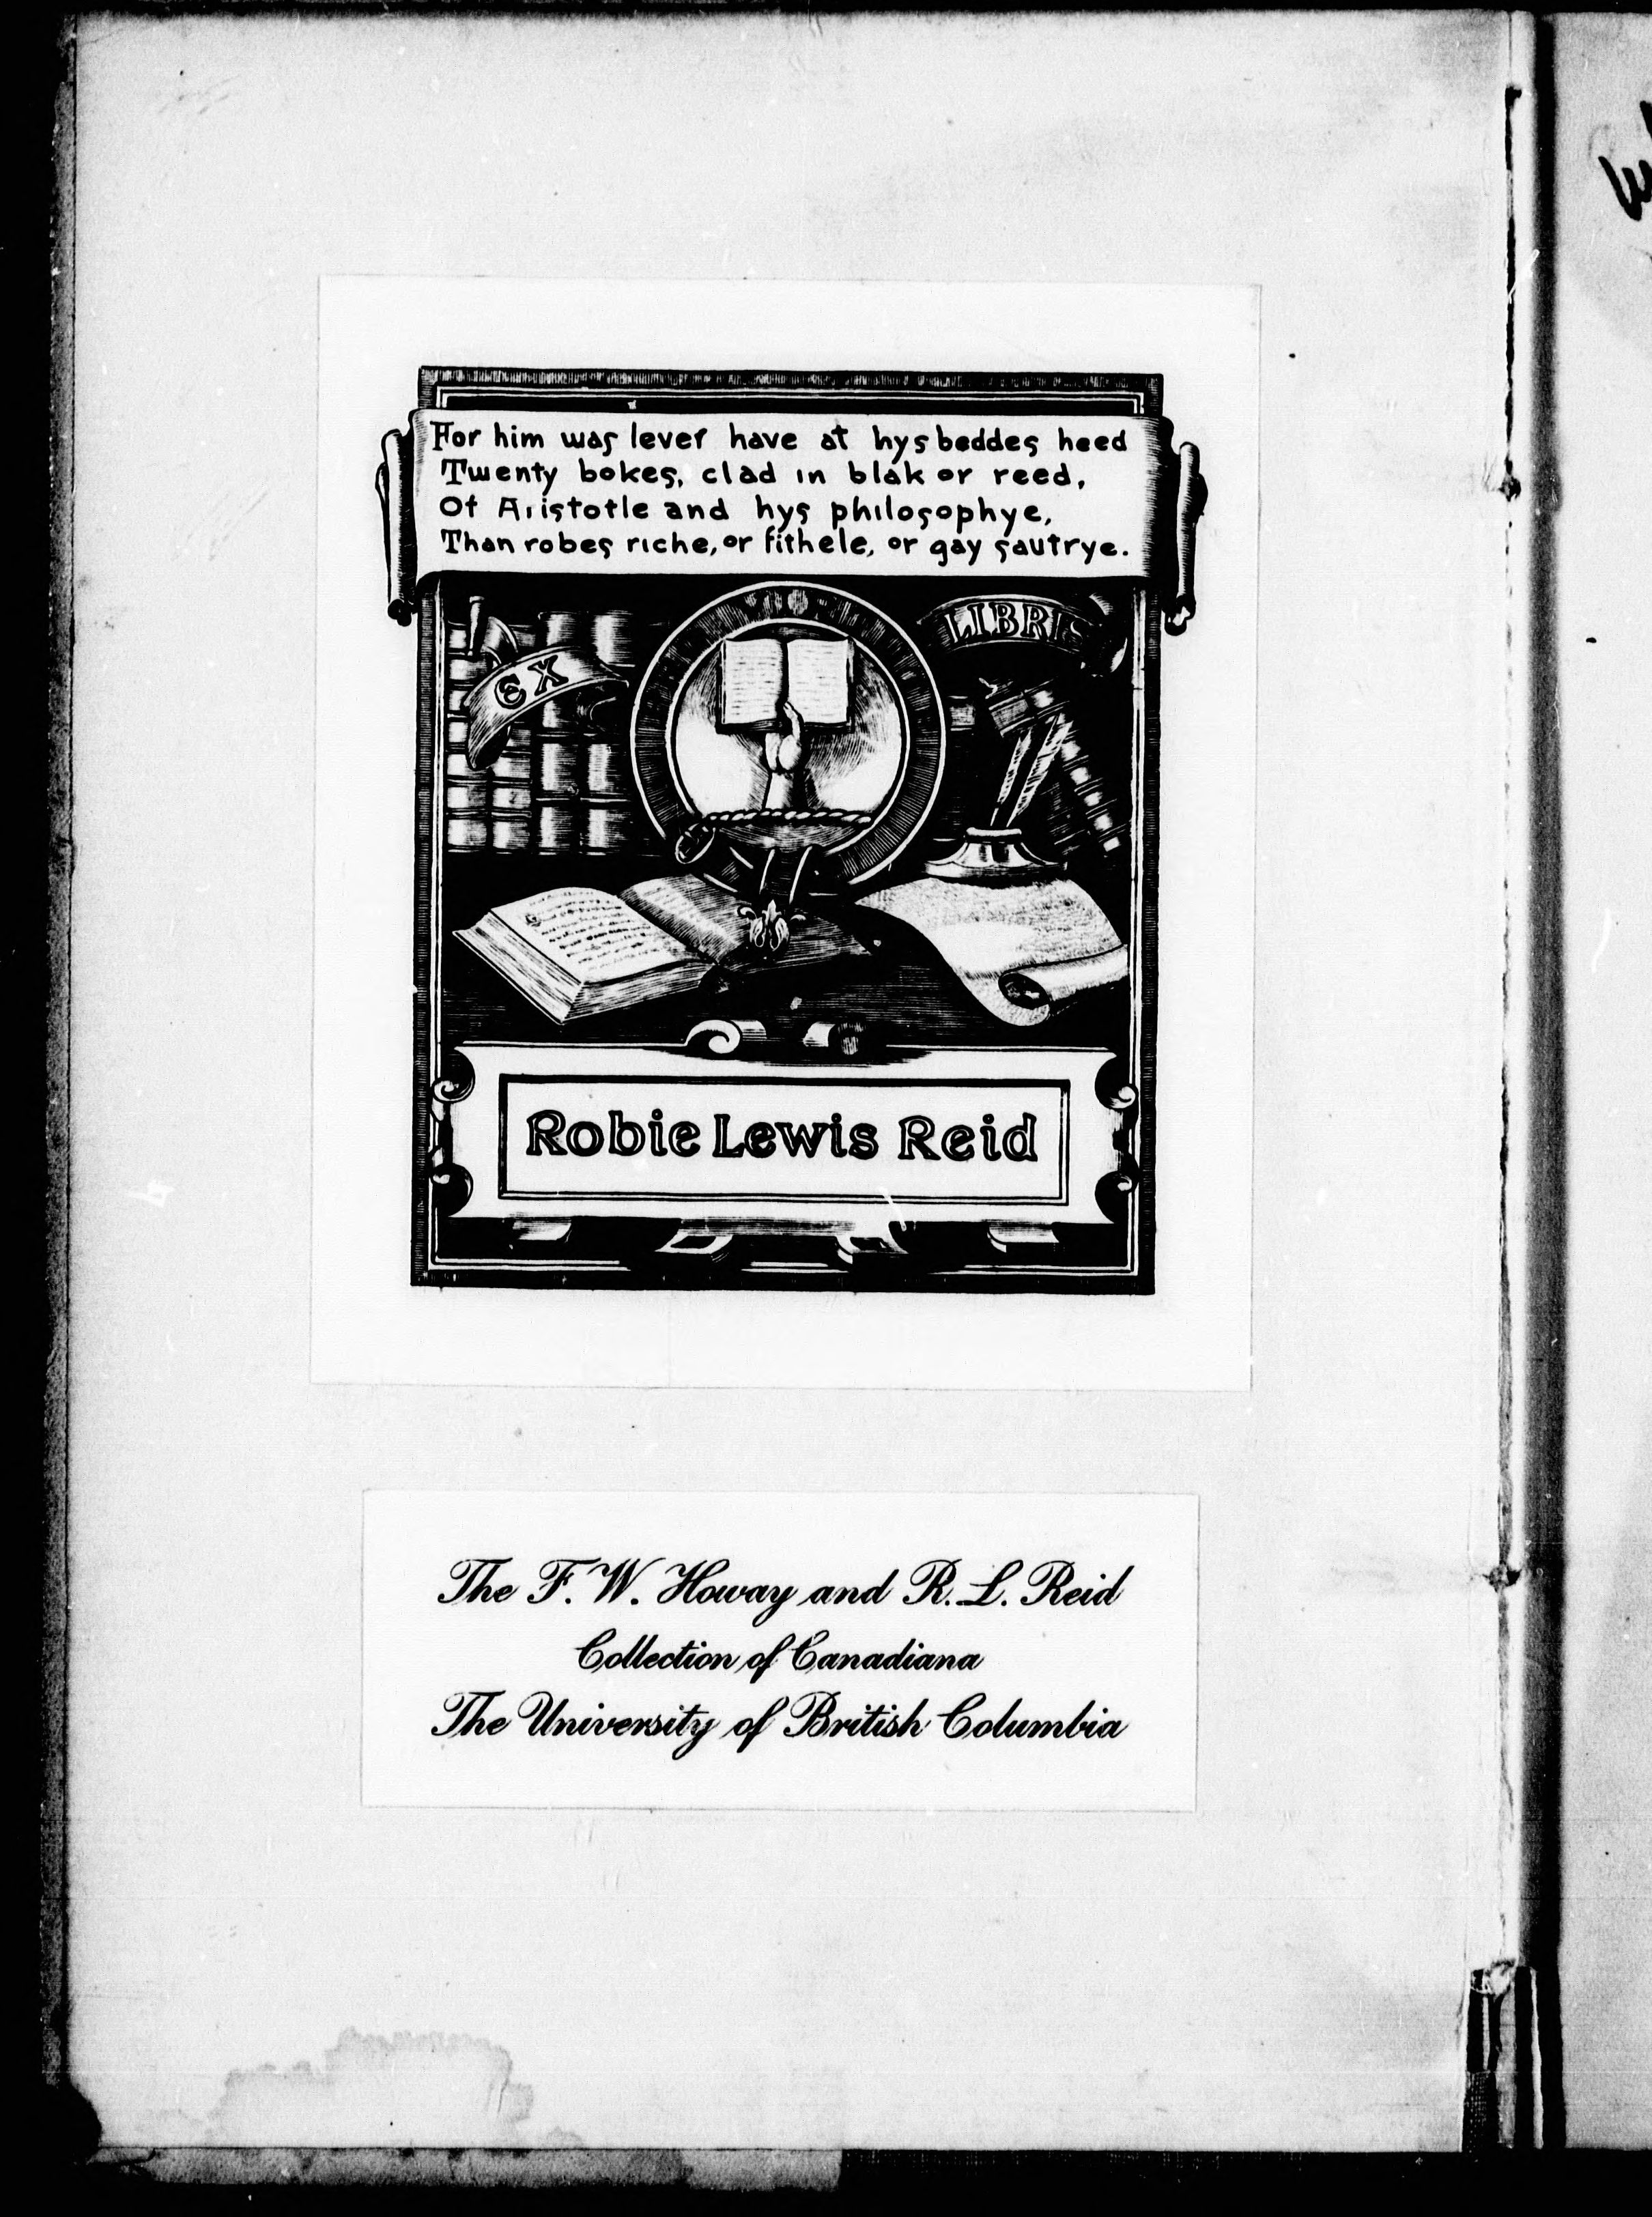 For him was lever have at hys beddes heed
Twenty bokes, clad in blak or reed,
Of Aristotle and hys philosophye,
Than robes riche, or fithele, or gay sautrye.
EX
LIBRIS
Robie Lewis Reid
The F. W. Howay and R. L. Reid
Collection of Canadiana
The University of British Columbia